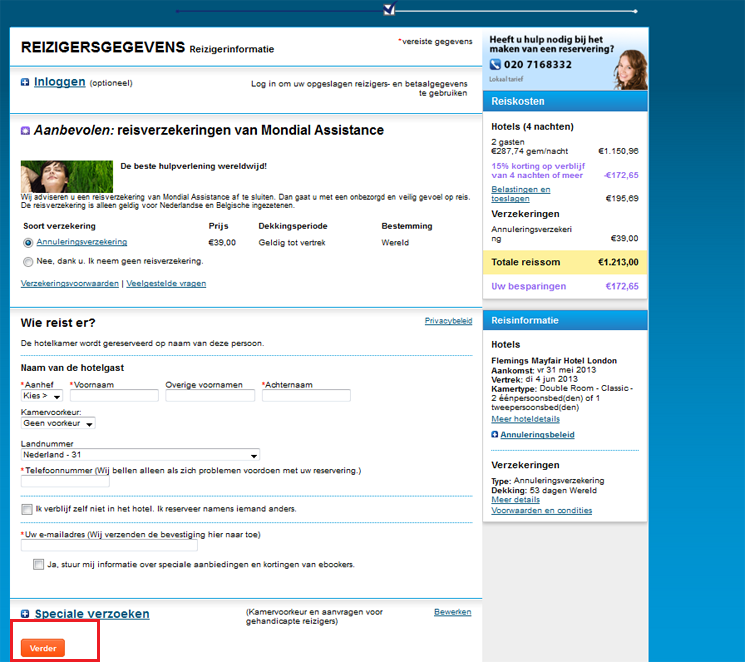 REIZIGERSGEGEVENS Reizigerinformatie
*vereiste gegevens
Inloggen (optioneel)
Log in om uw opgeslagen reizigers- en betaalgegevens
te gebruiken
Aanbevolen: reisverzekeringen van Mondial Assistance
De beste hulpverlening wereldwijd!
Wij adviseren u een reisverzekering van Mondial Assistance af te sluiten. Dan gaat u met een onbezorgd en veilig gevoel op reis.
De reisverzekering is alleen geldig voor Nederlandse en Belgische ingezetenen.
Soort verzekering Prijs Dekkingsperiode Bestemming
Annuleringsverzekering €39,00 Geldig tot vertrek Wereld
Nee, dank u. Ik neem geen reisverzekering.
Verzekeringsvoorwaarden | Veelgestelde vragen
Wie reist er?
Privacybeleid
De hotelkamer wordt gereserveerd op naam van deze persoon.
Naam van de hotelgast
*Aanhef *Voornaam Overige voornamen *Achternaam
Kies >
Kamervoorkeur:
Geen voorkeur
Landnummer
Nederland - 31
*Telefoonnummer (Wij bellen alleen als zich problemen voordoen met uw reservering.)
Ik verblijf zelf niet in het hotel. Ik reserveer namens iemand anders.
*Uw e-mailadres (Wij verzenden de bevestiging hier naar toe)
Ja, stuur mij informatie over speciale aanbiedingen en kortingen van ebookers.
Speciale verzoeken
(Kamervoorkeur en aanvragen voor
gehandicapte reizigers)
Bewerken
Verder
Heeft u hulp nodig bij het
maken van een reservering?
020 7168332
Lokaal tarief
Reiskosten
Hotels (4 nachten)
2 gasten
€287,74 gem/nacht €1.150,96
15% korting op verblijf
van 4 nachten of meer -€172,65
Belastingen en
toeslagen €195,69
Verzekeringen
Annuleringsverzekeri
ng €39,00
Totale reissom €1.213,00
Uw besparingen €172,65
Reisinformatie
Hotels
Flemings Mayfair Hotel London
Aankomst: vr 31 mei 2013
Vertrek: di 4 jun 2013
Kamertype: Double Room - Classic -
2 éénpersoonsbed(den) of 1
tweepersoonsbed(den)
Meer hoteldetails
Annuleringsbeleid
Verzekeringen
Type: Annuleringsverzekering
Dekking: 53 dagen Wereld
Meer details
Voorwaarden en condities